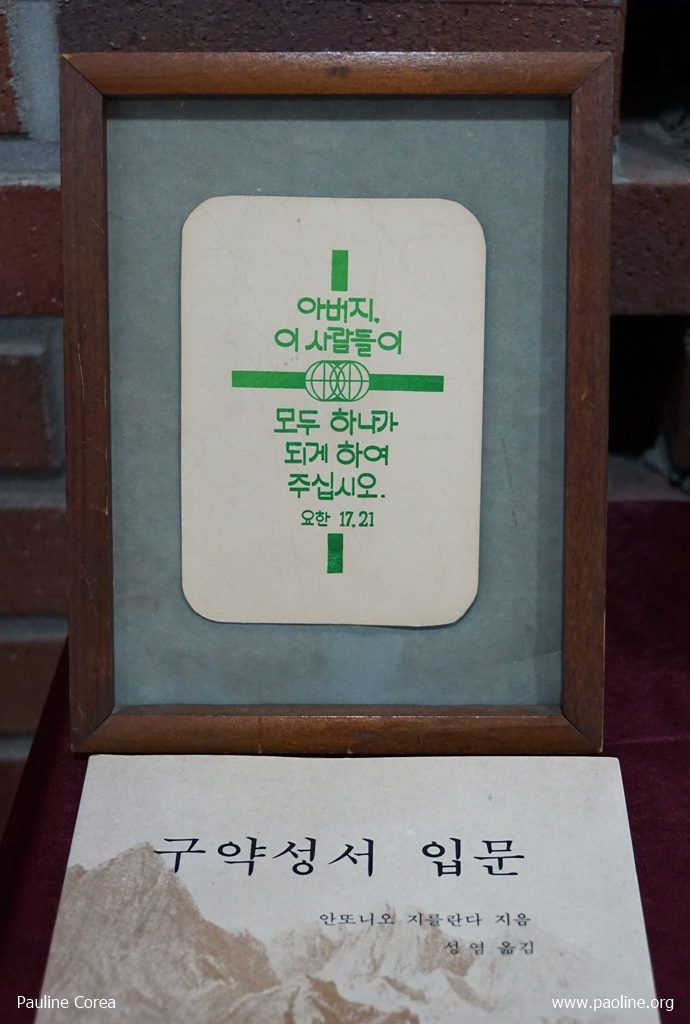 아버지,
이 사람들이
모두 하나가
되게 하여
주십시오.
요한 17, 21
구약성서 입문
안또니오 지를란다 지음
성염 옮김
Pauline Corea
www.paoline.org